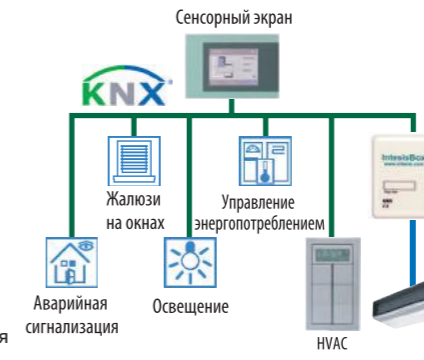 Сенсорный экран
KNX
IntesisBox
Жалюзи
на окнах
Управление
энергопотреблением
Аварийная
сигнализация
Освещение
HVAC
я